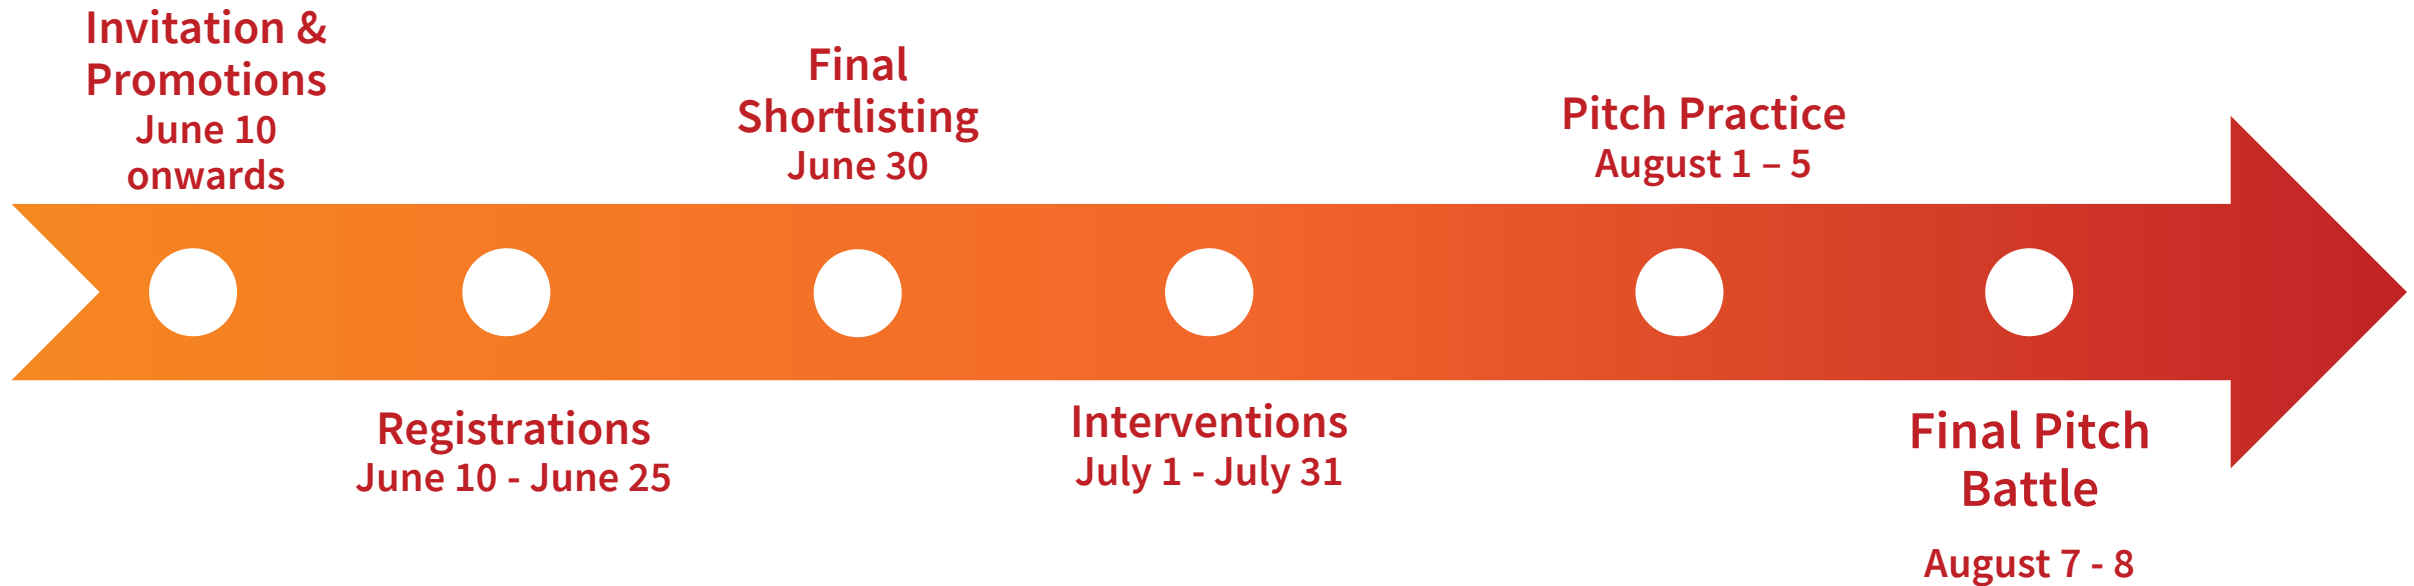 Invitation &
Promotions
June 10
onwards
Registrations
June 10 - June 25
Final
Shortlisting
June 30
Interventions
July 1 - July 31
Pitch Practice
August 1 – 5
Final Pitch
Battle
August 7 - 8